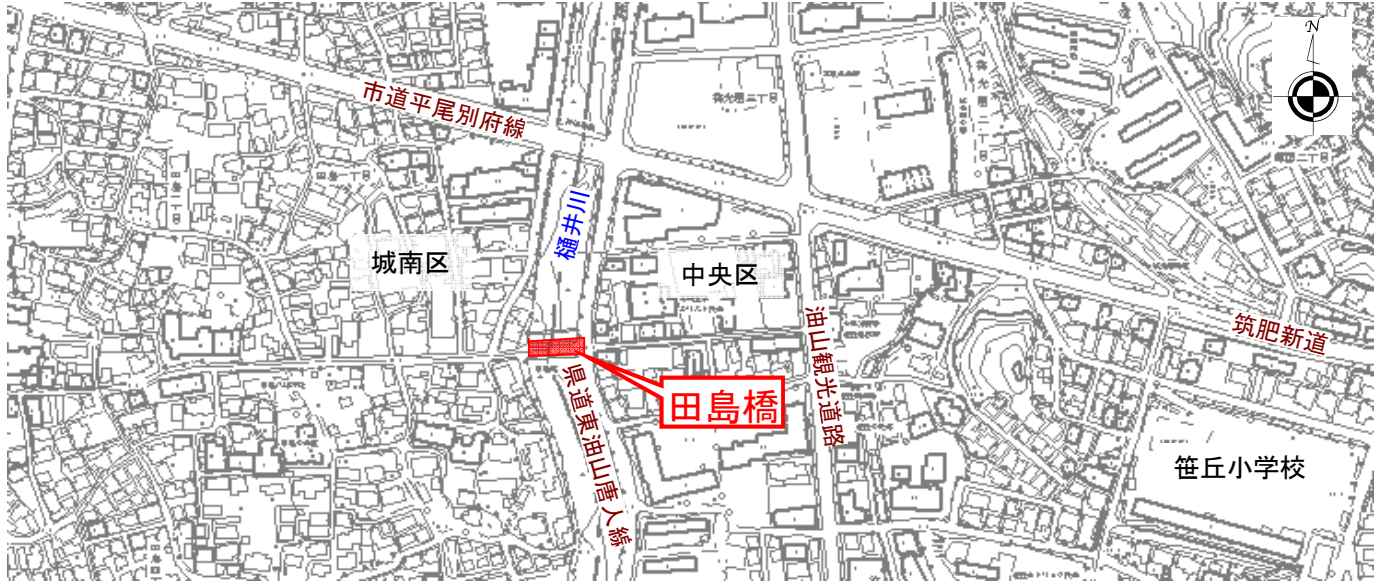 N
市道平尾別府線
樋井川
城南区
中央区
筑肥新道
油山観光道路
県道東油山唐人線
田島橋
笹丘小学校